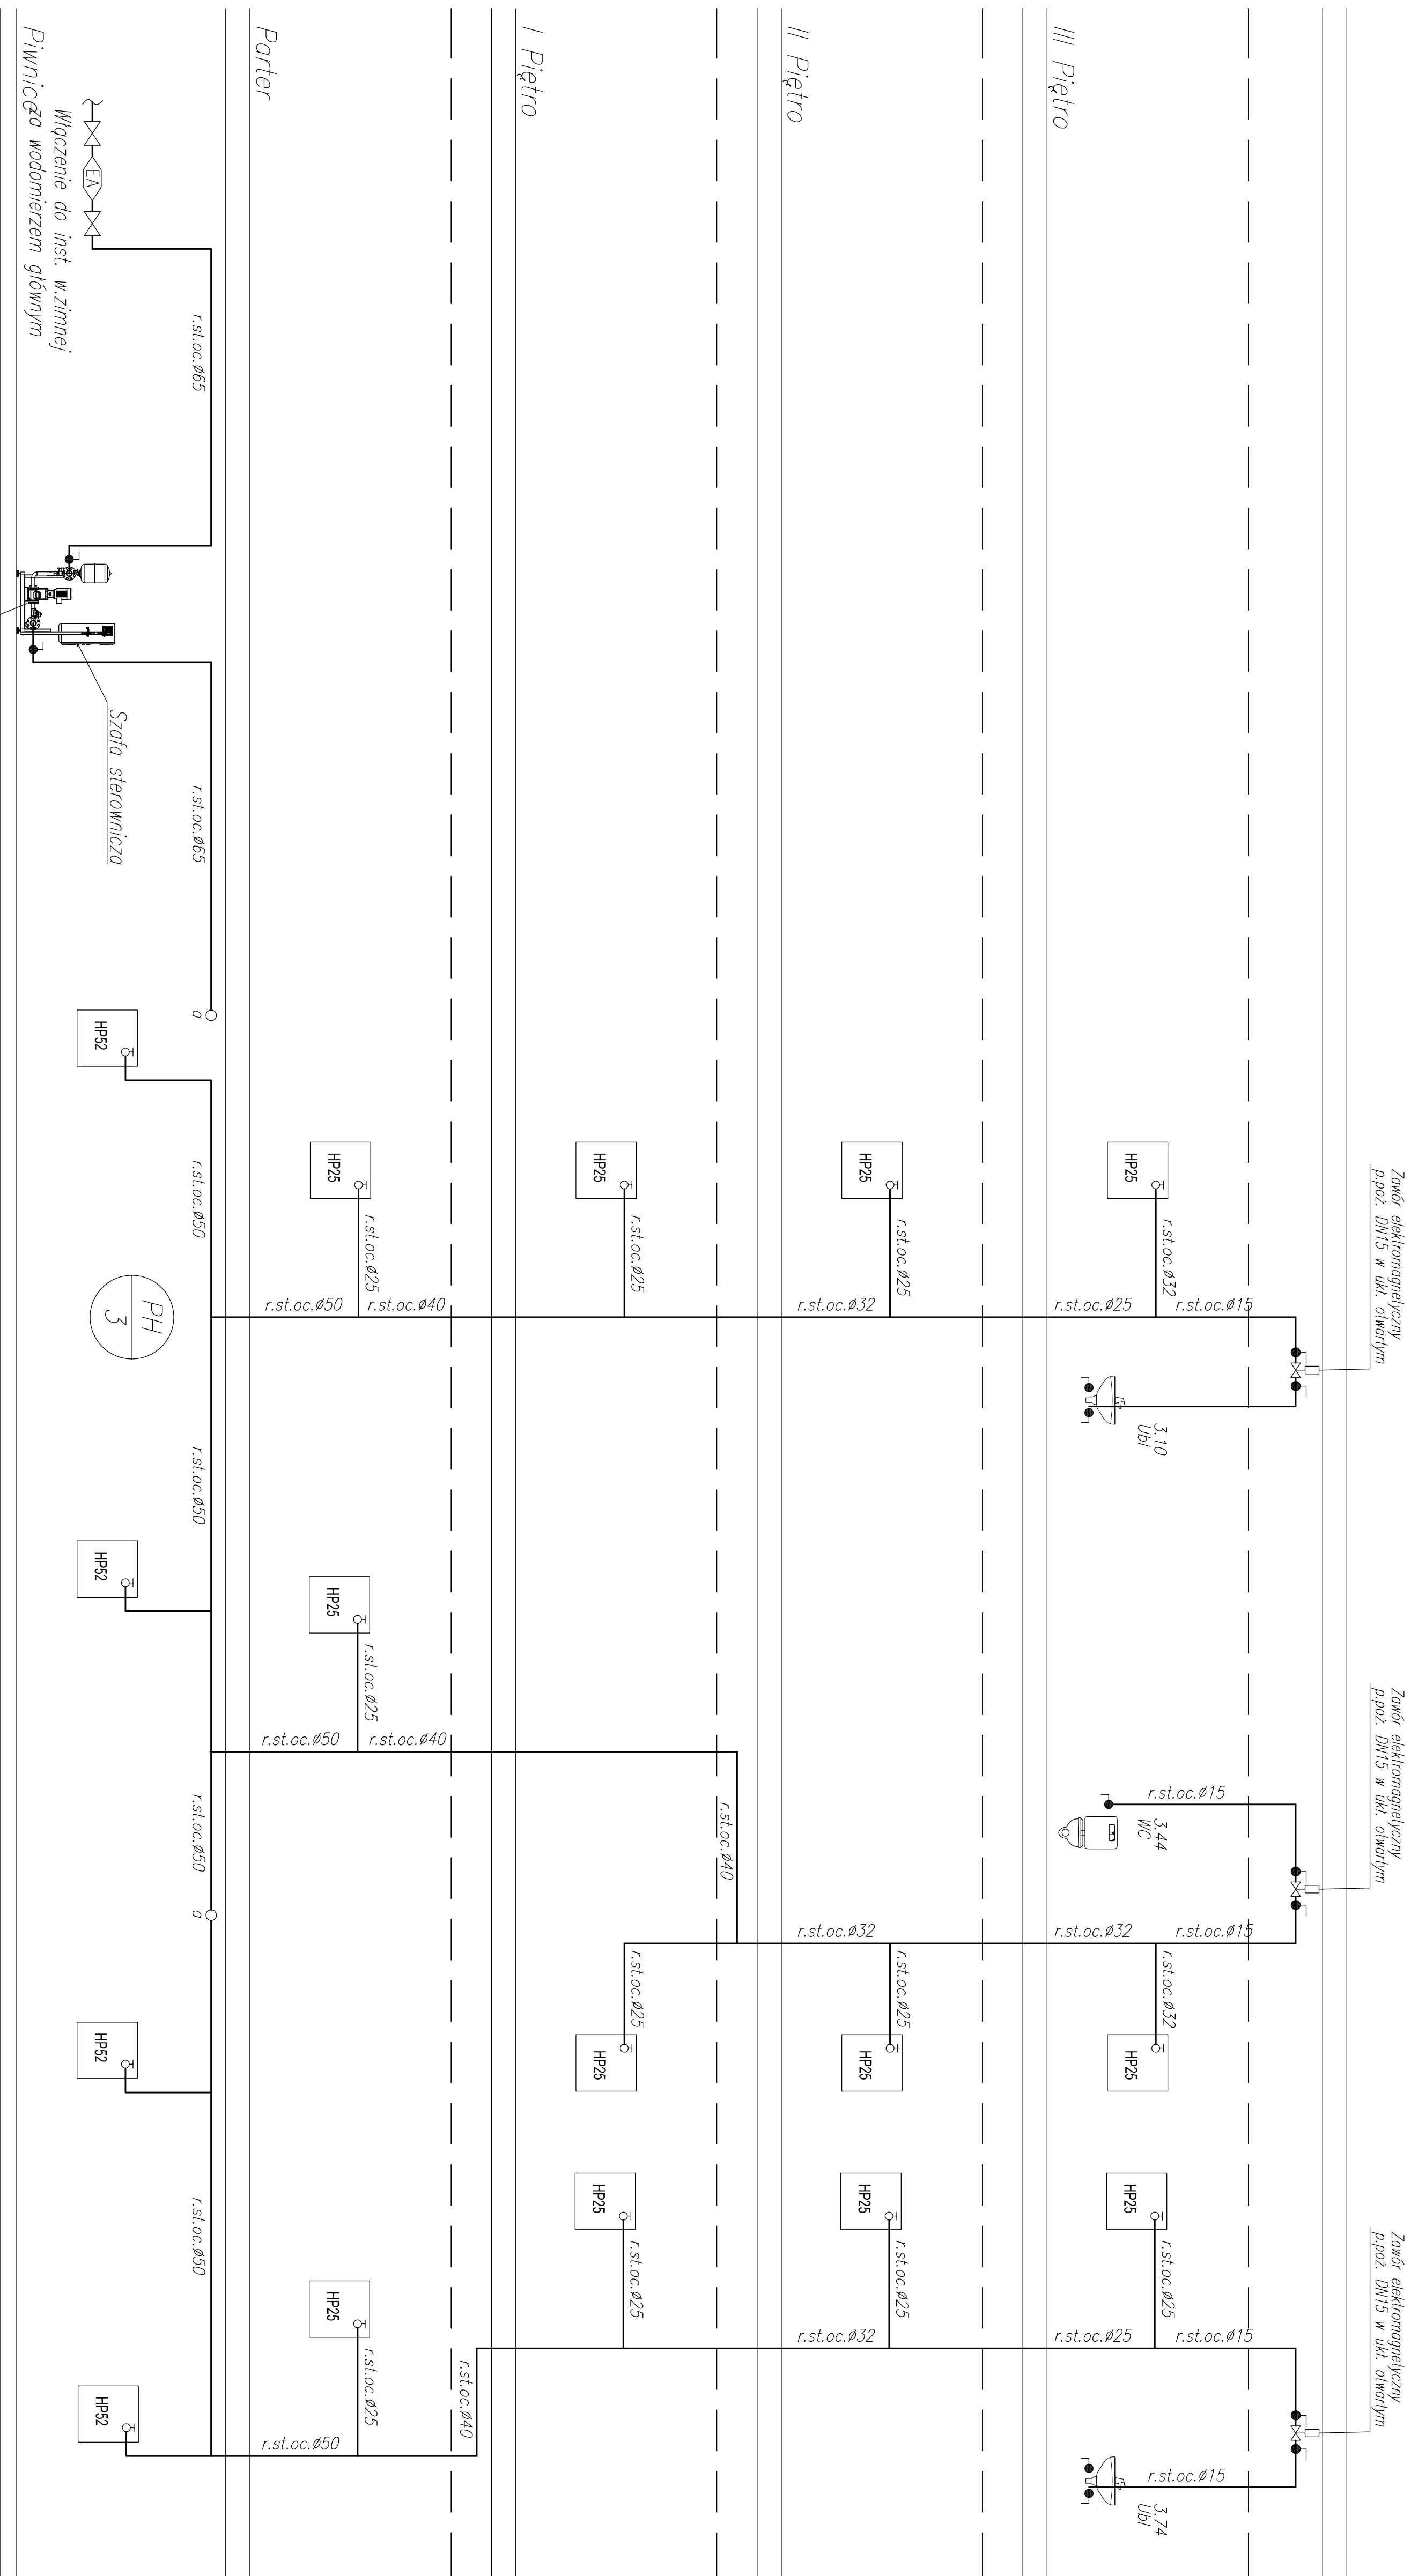 Zawór elektromagnetyczny
p.poż. DN15 w ukł. otwartym
Zawór elektromagnetyczny
p.poż. DN15 w ukł. otwartym
Zawór elektromagnetyczny
p.poż. DN15 w ukł. otwartym
III Piętro
HP25
r.st.oc.Ø32
r.st.oc.Ø25
r.st.oc.Ø15
3.10
Ubl
r.st.oc.Ø15
3.44
WC
r.st.oc.Ø32
r.st.oc.Ø15
r.st.oc.Ø32
HP25
HP25
r.st.oc.Ø25
r.st.oc.Ø25
r.st.oc.Ø15
r.st.oc.Ø15
3.74
Ubl
II Piętro
HP25
r.st.oc.Ø25
r.st.oc.Ø32
r.st.oc.Ø32
r.st.oc.Ø25
HP25
HP25
r.st.oc.Ø25
r.st.oc.Ø32
I Piętro
HP25
r.st.oc.Ø25
r.st.oc.Ø40
r.st.oc.Ø25
HP25
HP25
r.st.oc.Ø25
Parter
HP25
r.st.oc.Ø25
r.st.oc.Ø50
r.st.oc.Ø40
HP25
r.st.oc.Ø25
r.st.oc.Ø50
r.st.oc.Ø40
HP25
r.st.oc.Ø25
r.st.oc.Ø40
r.st.oc.Ø50
Piwnice
EA
Włączenie do inst. w.zimnej
za wodomierzem głównym
r.st.oc.Ø65
Szafa sterownicza
r.st.oc.Ø65
a
HP52
r.st.oc.Ø50
PH
3
r.st.oc.Ø50
HP52
r.st.oc.Ø50
a
HP52
r.st.oc.Ø50
HP52